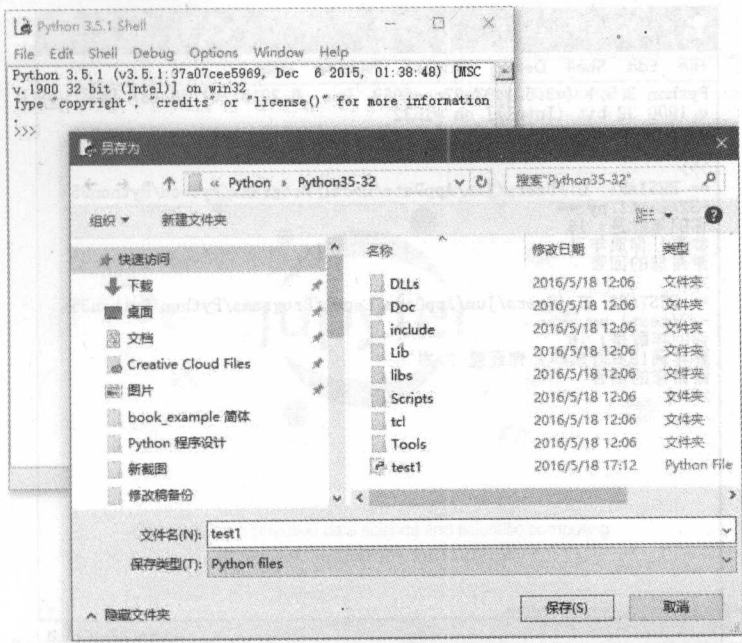 Python 3.5.1 Shell
File Edit Shell Debug Options Window Help
Python 3.5.1 (v3.5.1:37a07cee5969, Dec 6 2015, 01:38:48) [MSC
v.1900 32 bit (Intel)] on win32
Type "copyright", "credits" or "license()" for more information
.
>>>
另存为
« Python › Python35-32
搜索"Python35-32"
组织 新建文件夹
名称 修改日期 类型
快速访问
下载
桌面
文档
Creative Cloud Files
图片
book_example 简体
Python 程序设计
新截图
修改稿备份
DLLs 2016/5/18 12:06 文件夹
Doc 2016/5/18 12:06 文件夹
include 2016/5/18 12:06 文件夹
Lib 2016/5/18 12:06 文件夹
libs 2016/5/18 12:06 文件夹
Scripts 2016/5/18 12:06 文件夹
tcl 2016/5/18 12:06 文件夹
Tools 2016/5/18 12:06 文件夹
test1 2016/5/18 17:12 Python File
文件名(N): test1
保存类型(T): Python files
隐藏文件夹
保存(S) 取消